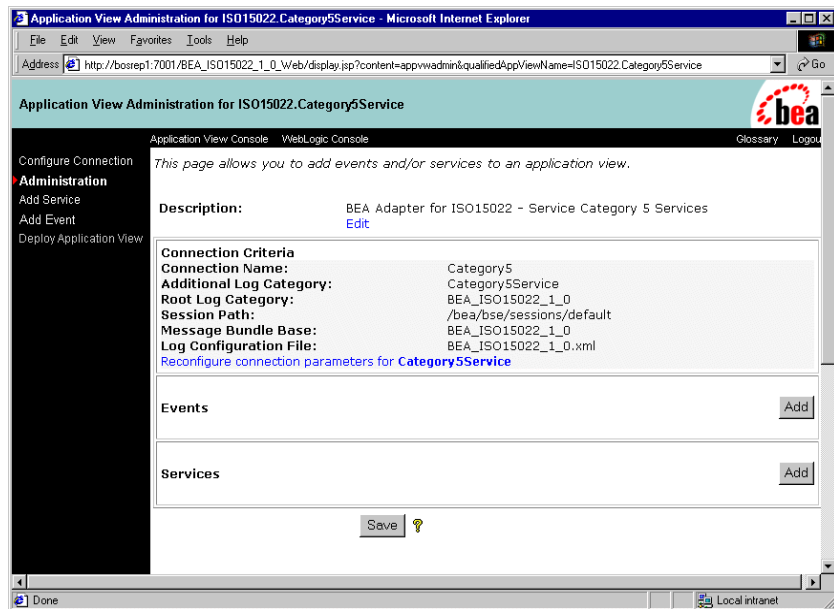 Application View Administration for ISO15022.Category5Service - Microsoft Internet Explorer
File Edit View Favorites Tools Help
Address http://bosrep1:7001/BEA_ISO15022_1_0_Web/display.jsp?content=appvwadmin&qualifiedAppViewName=ISO15022.Category5Service Go
Application View Administration for ISO15022.Category5Service
bea
Application View Console WebLogic Console Glossary Logou
Configure Connection
Administration
Add Service
Add Event
Deploy Application View
This page allows you to add events and/or services to an application view.
Description: BEA Adapter for ISO15022 - Service Category 5 Services
Edit
Connection Criteria
Connection Name: Category5
Additional Log Category: Category5Service
Root Log Category: BEA_ISO15022_1_0
Session Path: /bea/bse/sessions/default
Message Bundle Base: BEA_ISO15022_1_0
Log Configuration File: BEA_ISO15022_1_0.xml
Reconfigure connection parameters for Category5Service
Events Add
Services Add
Save ?
Done Local intranet